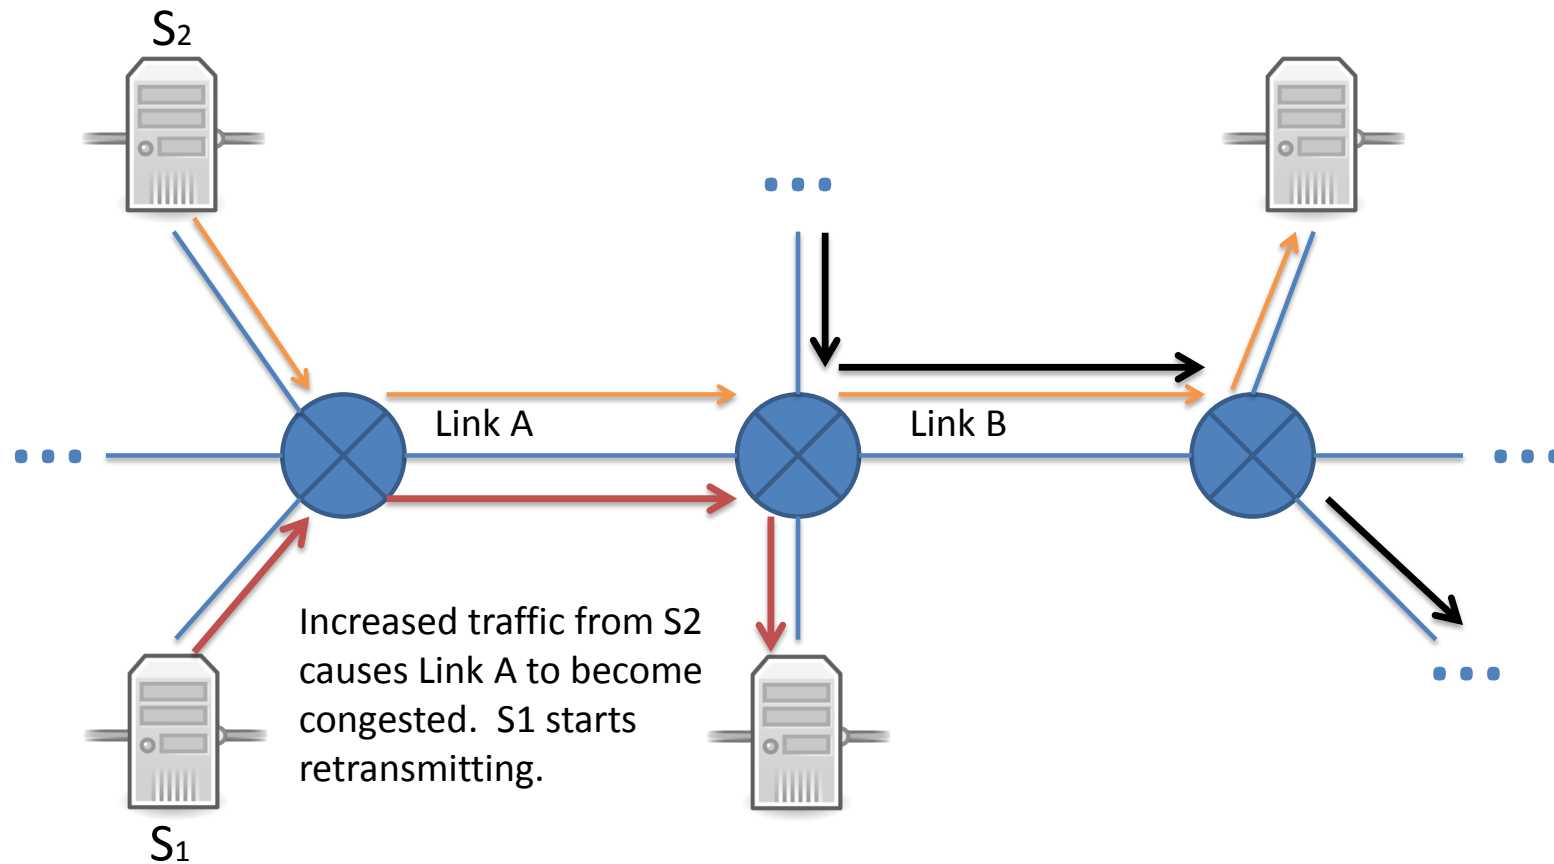 S2
Link A
Link B
Increased traffic from S2
causes Link A to become
congested.  S1 starts
retransmitting.
S1